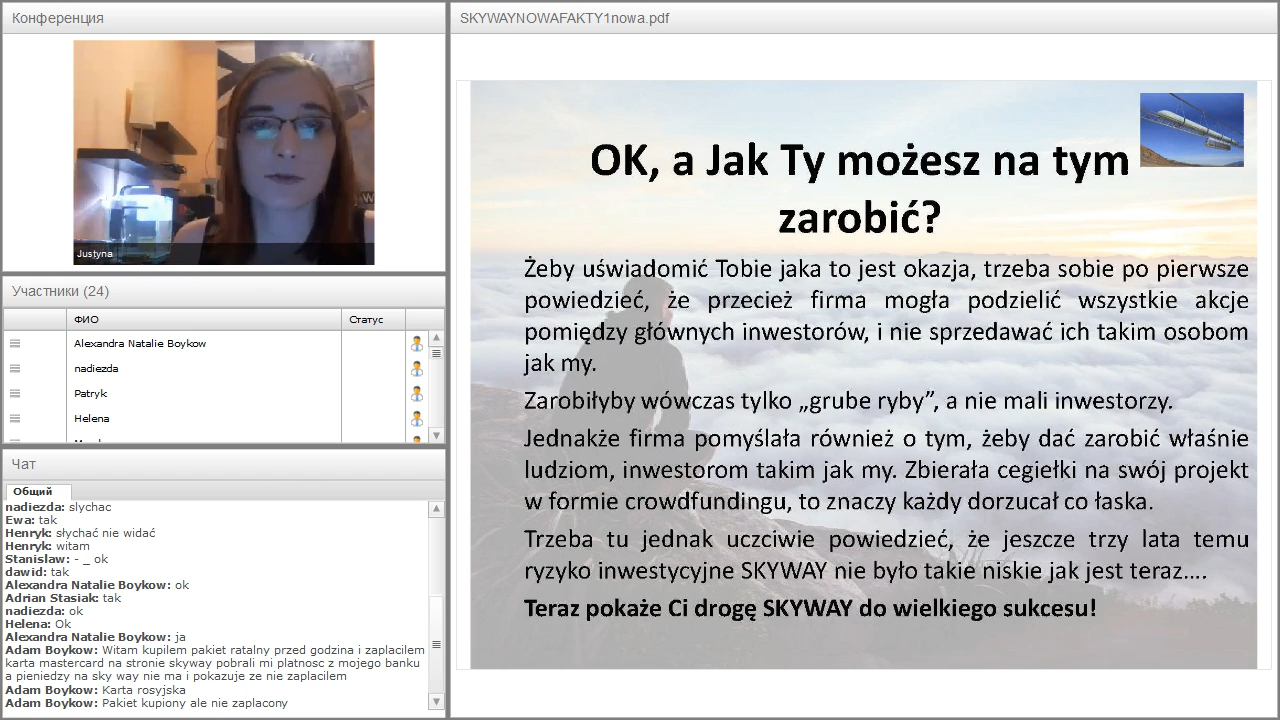 Конференция
Justyna
Участники (24)
ФИО
Статус
Alexandra Natalie Boykow
nadiezda
Patryk
Helena
Чат
Общий
nadiezda: slychac
Ewa: tak
Henryk: słychać nie widać
Henryk: witam
Stanislaw: - _ ok
dawid: tak
Alexandra Natalie Boykow: ok
Adrian Stasiak: tak
nadiezda: ok
Helena: Ok
Alexandra Natalie Boykow: ja
Adam Boykow: Witam kupilem pakiet ratalny przed godzina i zaplacilem
karta mastercard na stronie skyway pobrali mi platnosc z mojego banku
a pieniedzy na sky way nie ma i pokazuje ze nie zaplacilem
Adam Boykow: Karta rosyjska
Adam Boykow: Pakiet kupiony ale nie zaplacony
SKYWAYNOWAFAKTY1nowa.pdf
OK, a Jak Ty możesz na tym
zarobić?
Żeby uświadomić Tobie jaka to jest okazja, trzeba sobie po pierwsze
powiedzieć, że przecież firma mogła podzielić wszystkie akcje
pomiędzy głównych inwestorów, i nie sprzedawać ich takim osobom
jak my.
Zarobiłyby wówczas tylko „grube ryby”, a nie mali inwestorzy.
Jednakże firma pomyślała również o tym, żeby dać zarobić właśnie
ludziom, inwestorom takim jak my. Zbierała cegiełki na swój projekt
w formie crowdfundingu, to znaczy każdy dorzucał co łaska.
Trzeba tu jednak uczciwie powiedzieć, że jeszcze trzy lata temu
ryzyko inwestycyjne SKYWAY nie było takie niskie jak jest teraz….
Teraz pokaże Ci drogę SKYWAY do wielkiego sukcesu!